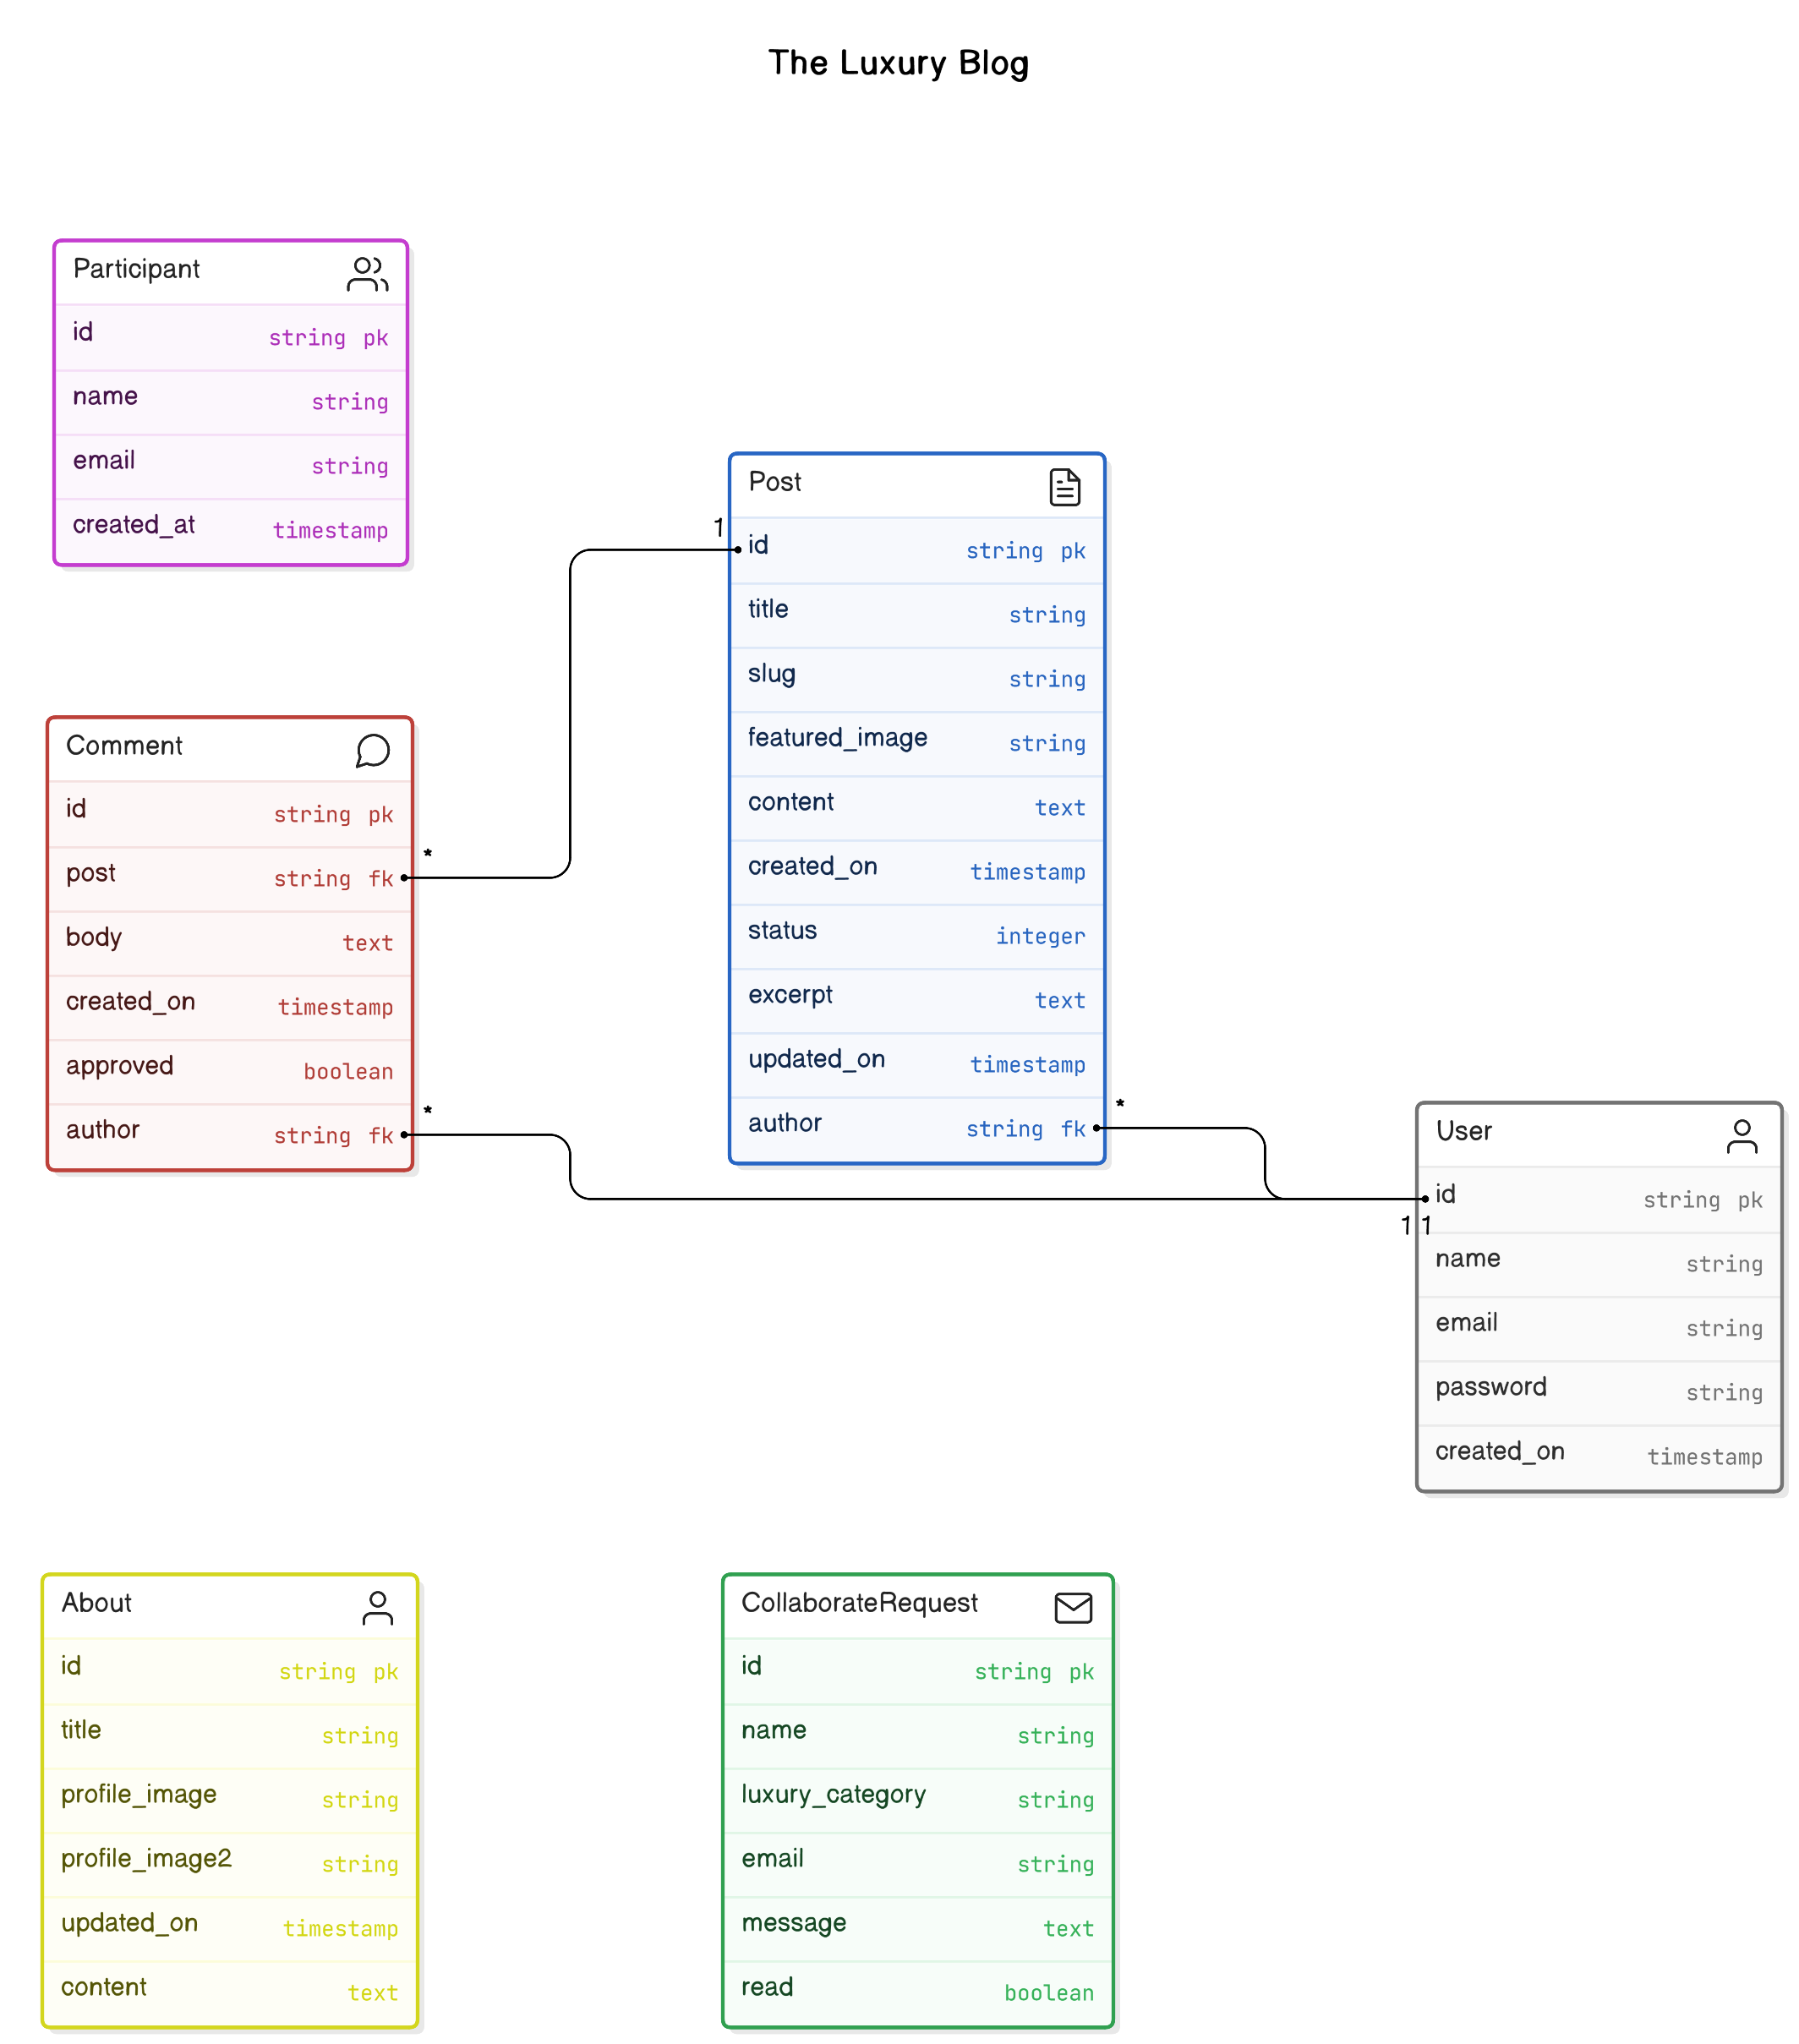 The Luxury Blog
Participant
id string pk
name string
email string
created_at timestamp
Comment
id string pk
post string fk
*
body text
created_on timestamp
approved boolean
author string fk
*
Post
1
id string pk
title string
slug string
featured_image string
content text
created_on timestamp
status integer
excerpt text
updated_on timestamp
author string fk
*
User
id string pk
1 1
name string
email string
password string
created_on timestamp
About
id string pk
title string
profile_image string
profile_image2 string
updated_on timestamp
content text
CollaborateRequest
id string pk
name string
luxury_category string
email string
message text
read boolean